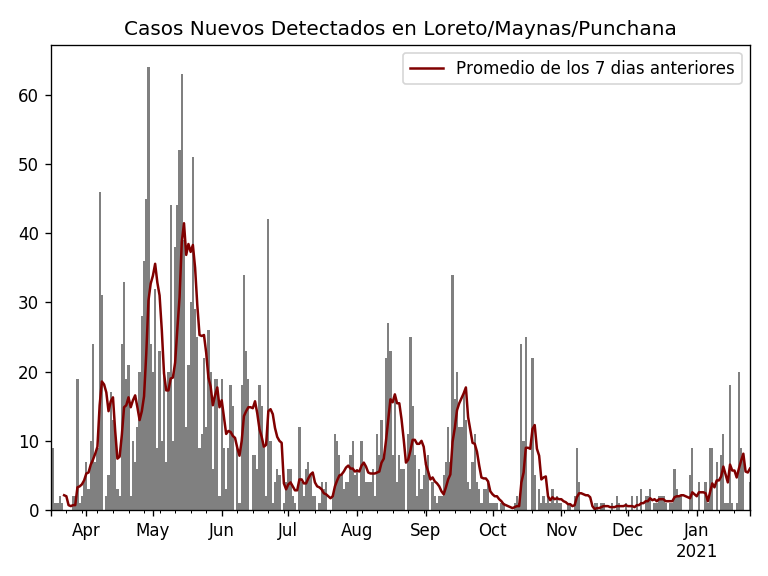 Casos Nuevos Detectados en Loreto/Maynas/Punchana
Promedio de los 7 dias anteriores
60
50
40
30
20
10
0
Apr May Jun Jul Aug Sep Oct Nov Dec Jan
2021